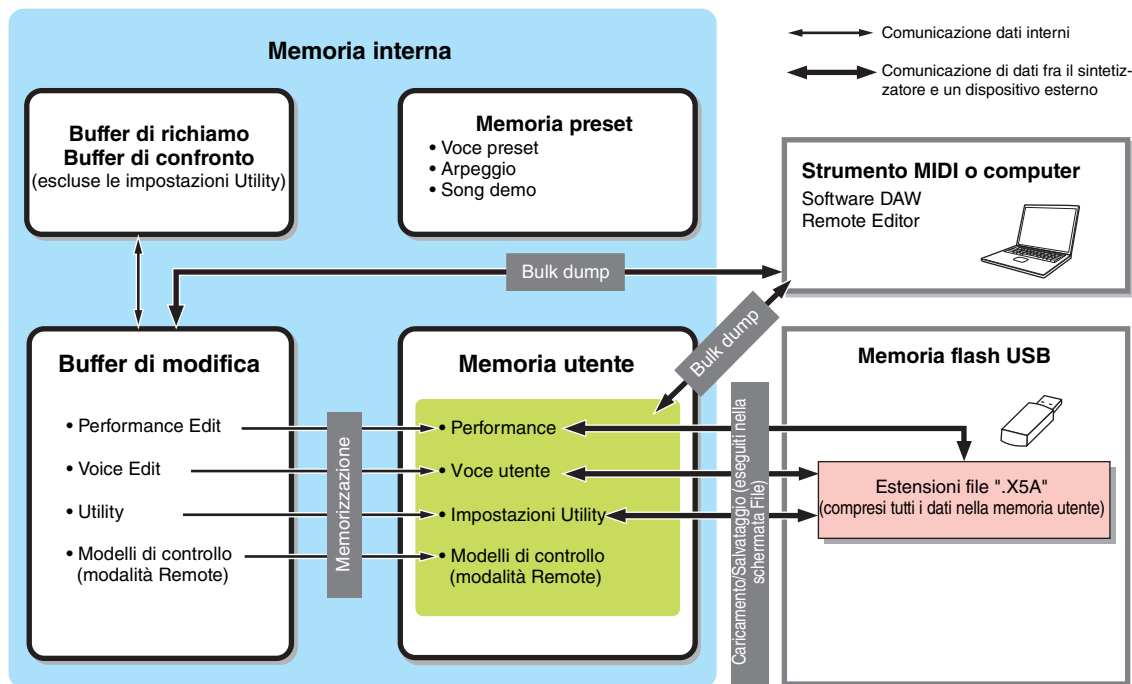 Memoria interna
Comunicazione dati interni
Comunicazione di dati fra il sintetiz-
zatore e un dispositivo esterno
Buffer di richiamo
Buffer di confronto
(escluse le impostazioni Utility)
Memoria preset
• Voce preset
• Arpeggio
• Song demo
Strumento MIDI o computer
Software DAW
Remote Editor
Bulk dump
Bulk dump
Buffer di modifica
• Performance Edit
• Voice Edit
• Utility
• Modelli di controllo
(modalità Remote)
Memorizzazione
Memoria utente
• Performance
• Voce utente
• Impostazioni Utility
• Modelli di controllo
(modalità Remote)
Caricamento/Salvataggio (eseguiti nella
schermata File)
Memoria flash USB
Estensioni file ".X5A"
(compresi tutti i dati nella memoria utente)